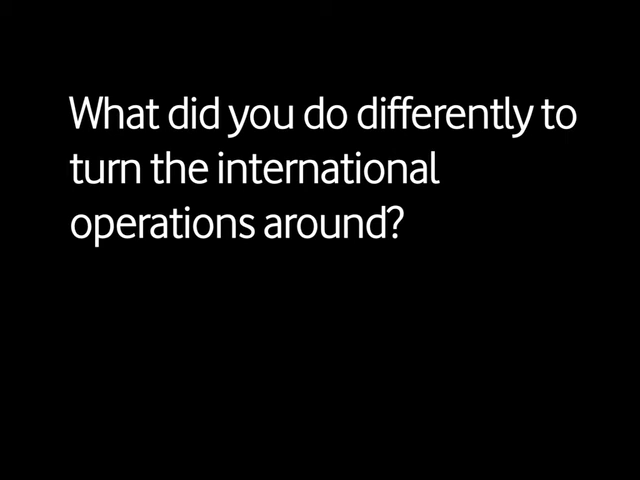 What did you do differently to
turn the international
operations around?